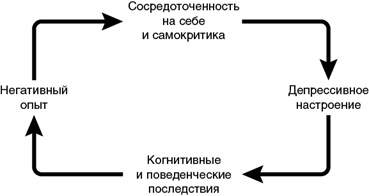 Сосредоточенность
на себе
и самокритика
Негативный
опыт
Депрессивное
настроение
Когнитивные
и поведенческие
последствия